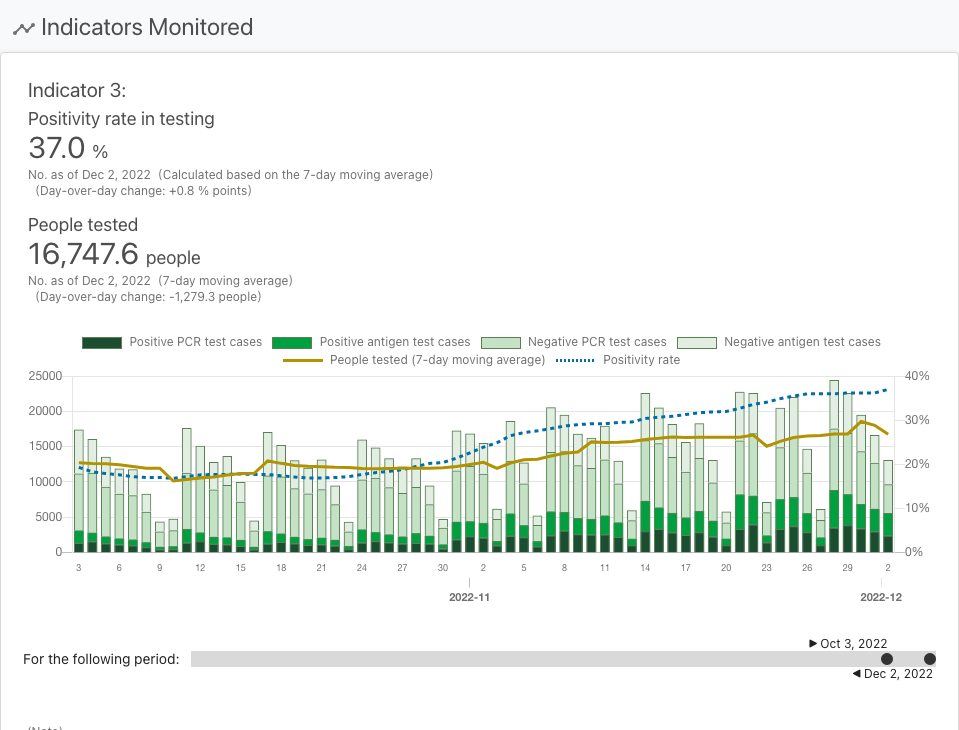 Indicators Monitored
Indicator 3:
Positivity rate in testing
37.0 %
No. as of Dec 2, 2022 (Calculated based on the 7-day moving average)
(Day-over-day change: +0.8 % points)
People tested
16,747.6 people
No. as of Dec 2, 2022 (7-day moving average)
(Day-over-day change: -1,279.3 people)
Positive PCR test cases Positive antigen test cases Negative PCR test cases Negative antigen test cases
People tested (7-day moving average) Positivity rate
25000 40%
20000
30%
15000
20%
10000
10%
5000
0 0%
3 6 9 12 15 18 21 24 27 30 2 5 8 11 14 17 20 23 26 29 2
2022-11 2022-12
▶ Oct 3, 2022
For the following period:
◀ Dec 2, 2022
(Note)